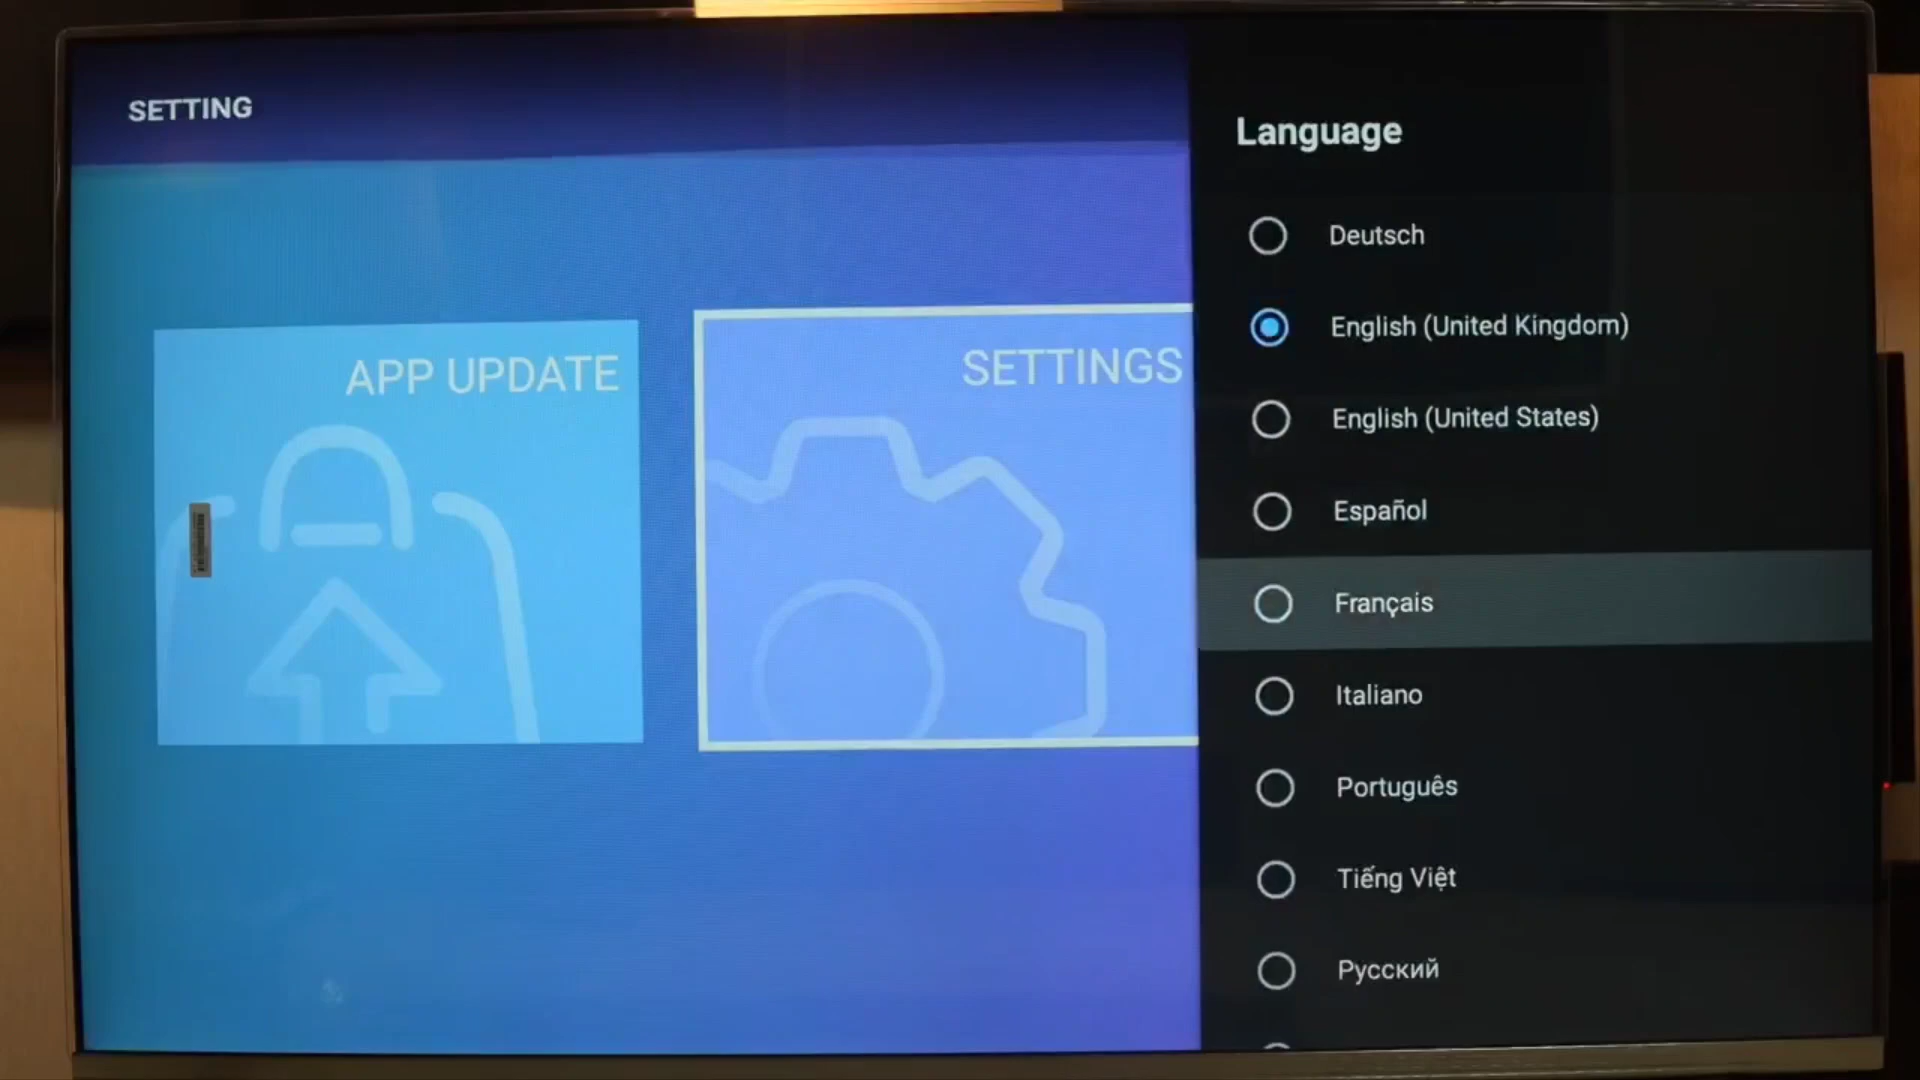 SETTING
APP UPDATE
SETTINGS
Language
Deutsch
English (United Kingdom)
English (United States)
Español
Français
Italiano
Português
Tiếng Việt
Русский